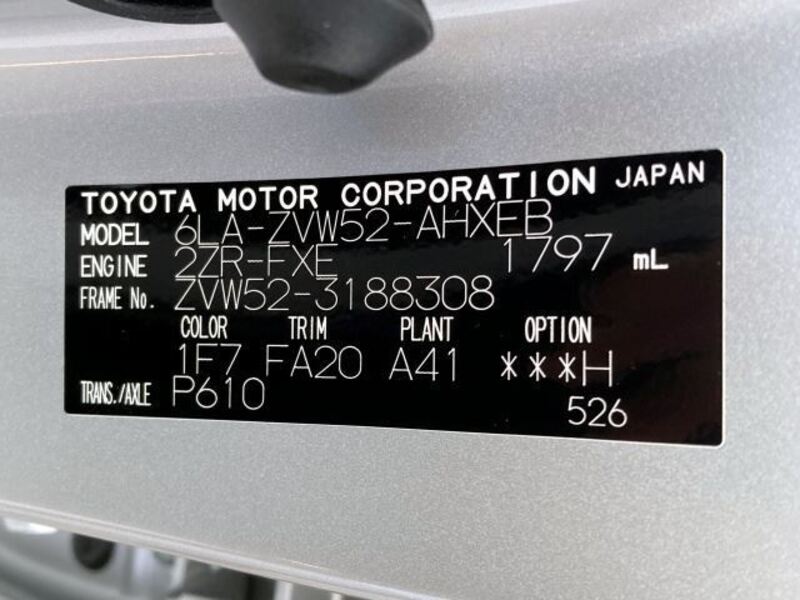 TOYOTA MOTOR CORPORATION JAPAN
MODEL 6LA-ZVW52-AHXEB
ENGINE 2ZR-FXE 1797 mL
FRAME No. ZVW52-3188308
COLOR TRIM PLANT OPTION
1F7 FA20 A41 ***H
TRANS./AXLE P610
526